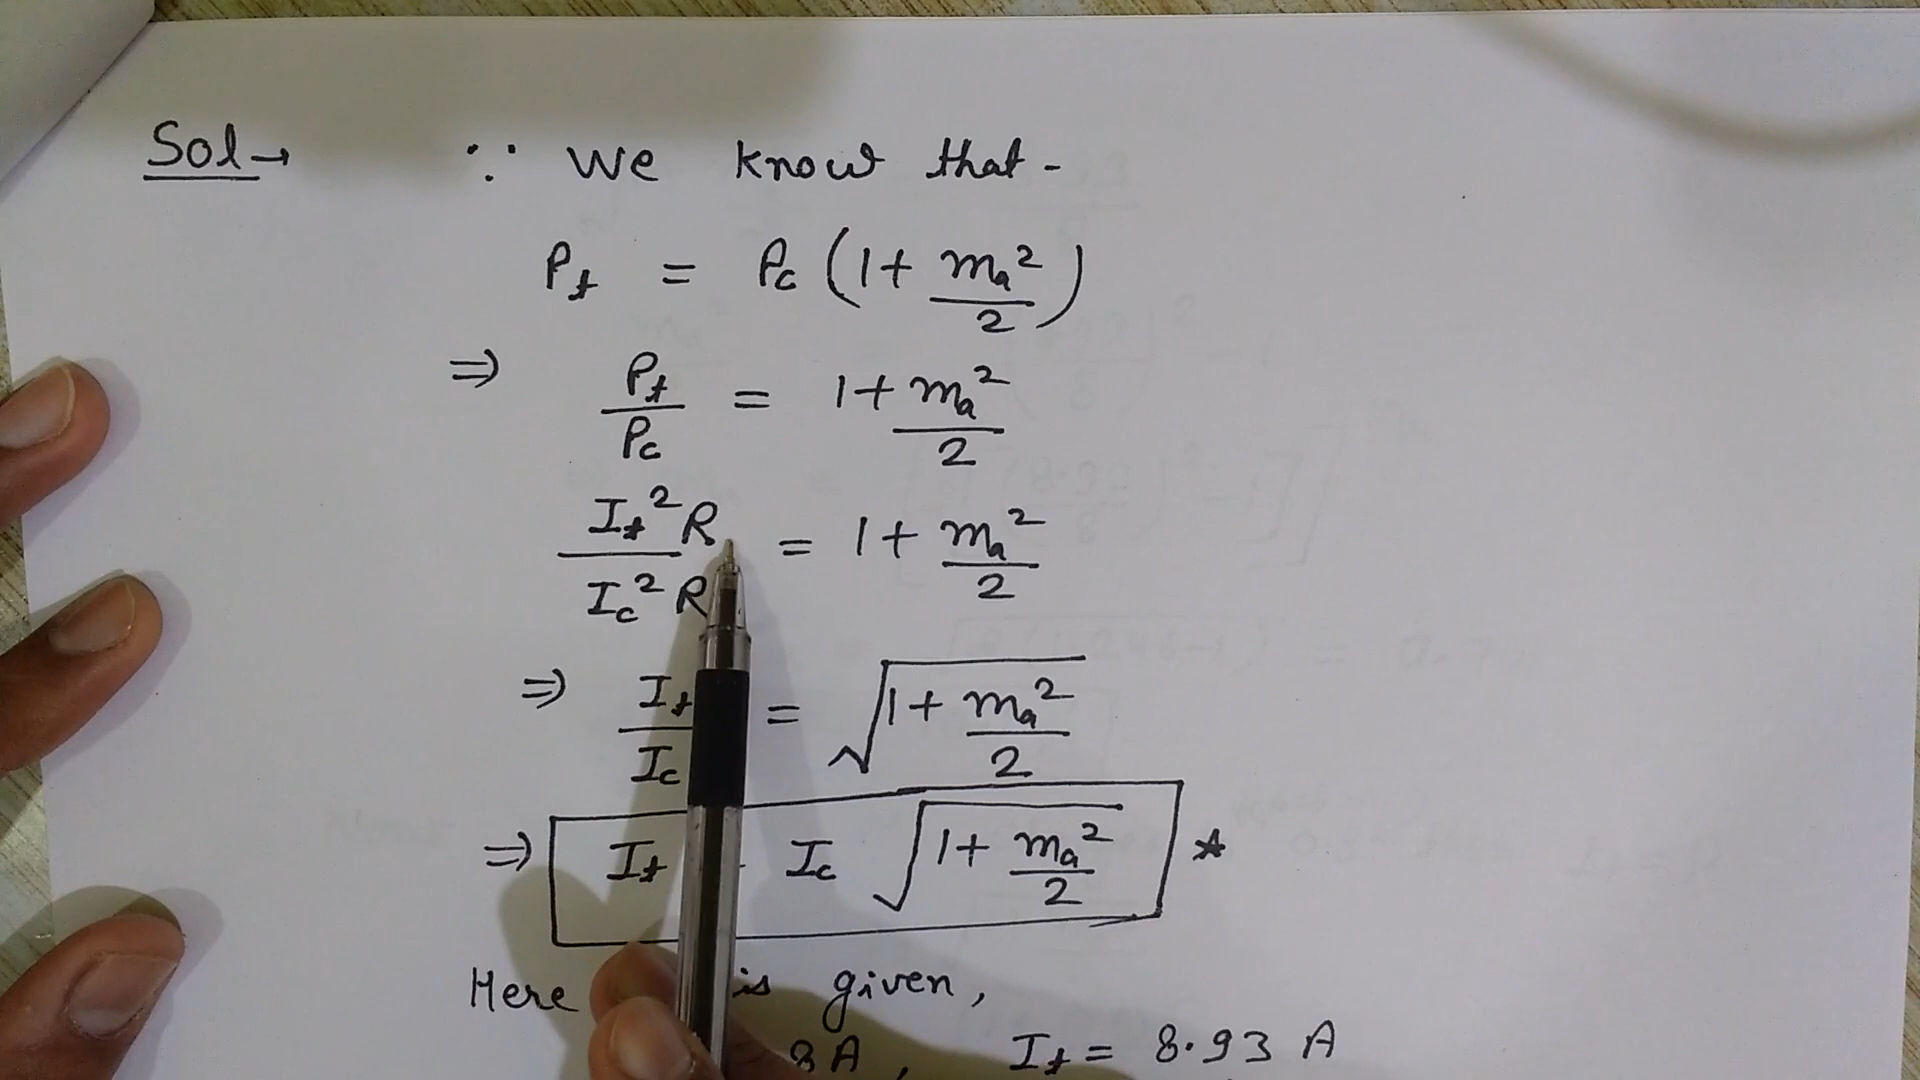 Sol→ ∵ We know that -
Pt = Pc (1 + ma²/2)
⇒ Pt/Pc = 1 + ma²/2
It²R/Ic²R = 1 + ma²/2
⇒ It/Ic = √(1 + ma²/2)
⇒ It Ic √(1 + ma²/2) ★
Here is given,
8A, It = 8.93 A